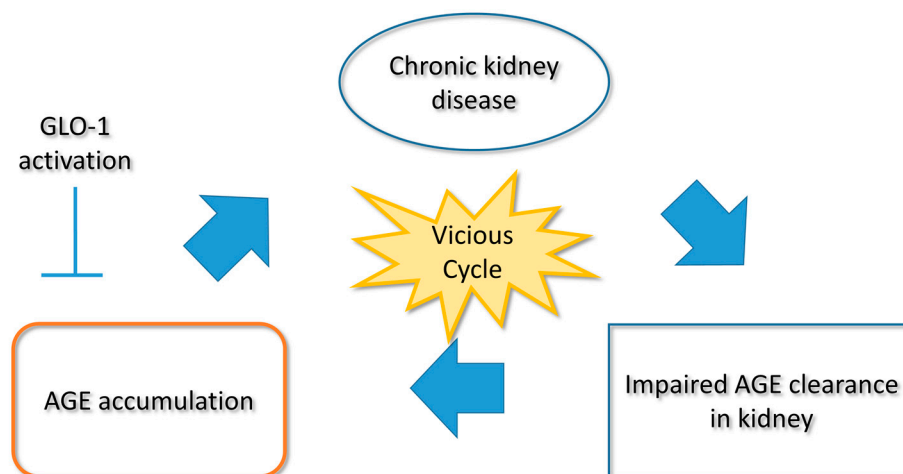 Chronic kidney
disease
GLO-1
activation
Vicious
Cycle
AGE accumulation
Impaired AGE clearance
in kidney